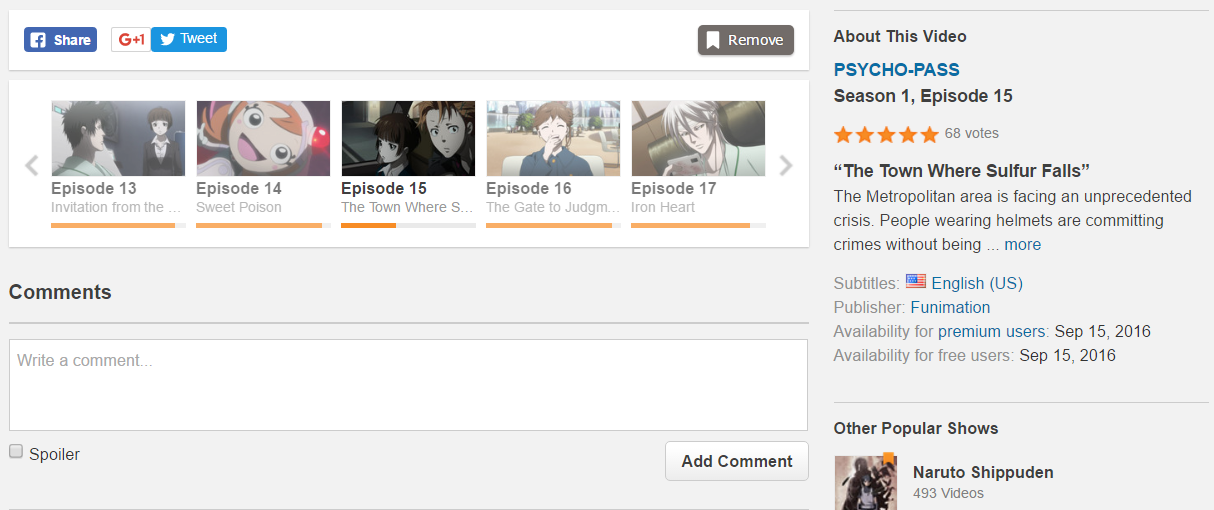 Share
G+1
Tweet
Remove
Episode 13
Invitation from the ...
Episode 14
Sweet Poison
Episode 15
The Town Where S...
Episode 16
The Gate to Judgm...
Episode 17
Iron Heart
Comments
Write a comment...
Spoiler
Add Comment
About This Video
PSYCHO-PASS
Season 1, Episode 15
68 votes
“The Town Where Sulfur Falls”
The Metropolitan area is facing an unprecedented
crisis. People wearing helmets are committing
crimes without being ... more
Subtitles: English (US)
Publisher: Funimation
Availability for premium users: Sep 15, 2016
Availability for free users: Sep 15, 2016
Other Popular Shows
Naruto Shippuden
493 Videos